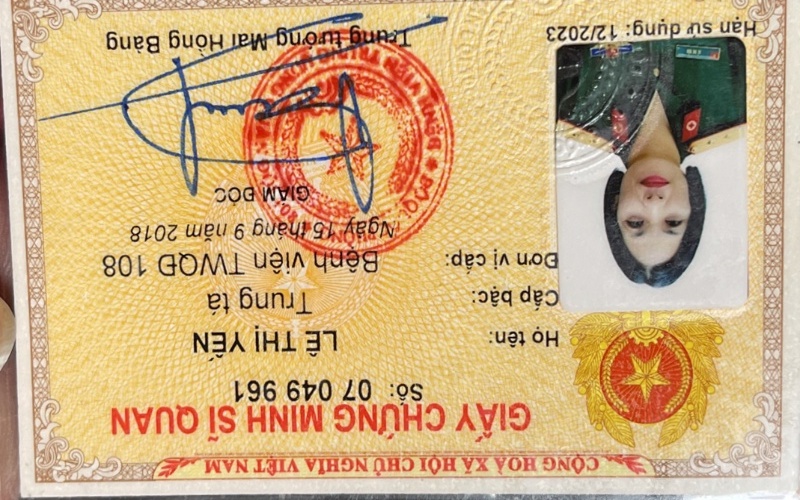 CỘNG HOÀ XÃ HỘI CHỦ NGHĨA VIỆT NAM
GIẤY CHỨNG MINH SĨ QUAN
Số: 07 049 961
Họ tên: LÊ THỊ YẾN
Cấp bậc: Trung tá
Đơn vị cấp: Bệnh viện TWQĐ 108
Ngày 15 tháng 9 năm 2018
GIÁM ĐỐC
Trung tướng Mai Hồng Bàng
Hạn sử dụng: 12/2023